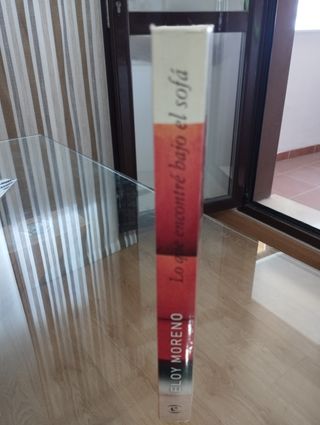 Lo que encontré bajo el sofá
ELOY MORENO